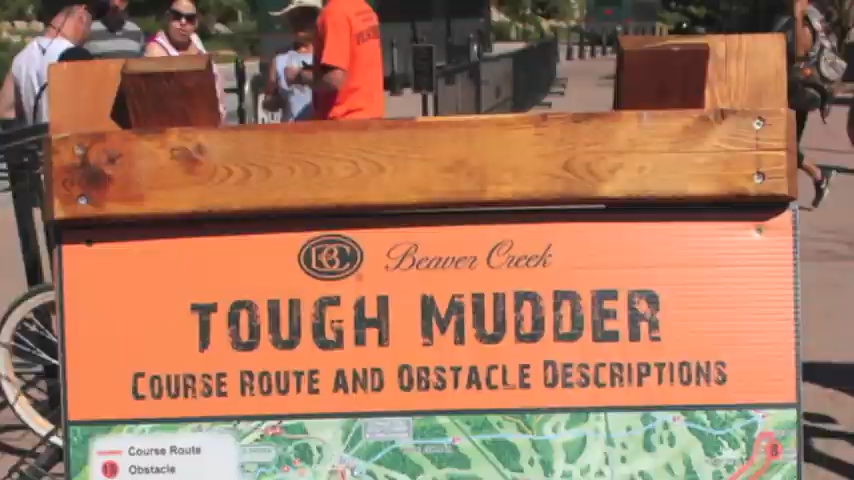 BC Beaver Creek
TOUGH MUDDER
COURSE ROUTE AND OBSTACLE DESCRIPTIONS
Course Route
Obstacle